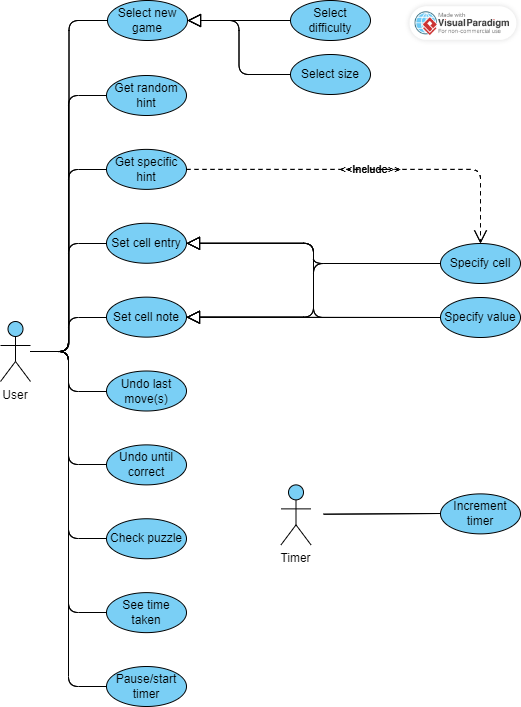 Select new
game
Select
difficulty
Made with
Visual Paradigm
For non-commercial use
Select size
Get random
hint
Get specific
hint
<<Include>>
Set cell entry
Specify cell
Set cell note
Specify value
User
Undo last
move(s)
Undo until
correct
Increment
timer
Check puzzle
Timer
See time
taken
Pause/start
timer